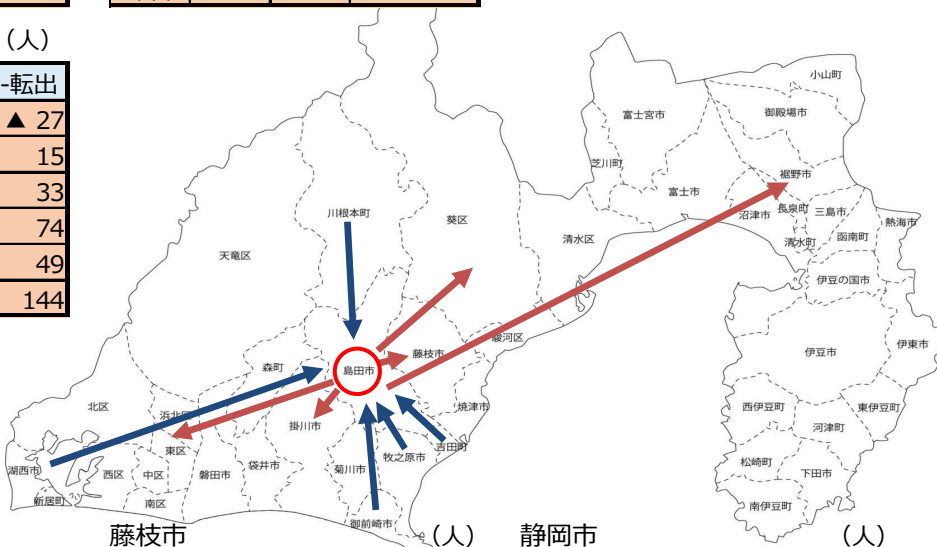 (人)
-転出
▲ 27
15
33
74
49
144
小山町
御殿場市
富士宮市
芝川町
裾野市
富士市
沼津市
長泉町
三島市
熱海市
清水町
函南町
川根本町
葵区
清水区
天竜区
伊豆の国市
駿河区
伊豆市
伊東市
藤枝市
森町
島田市
焼津市
西伊豆町
東伊豆町
北区
浜北区
掛川市
河津町
東区
吉田町
牧之原市
湖西市
西区
中区
磐田市
袋井市
菊川市
松崎町
下田市
新居町
南区
御前崎市
南伊豆町
藤枝市
(人)
静岡市
(人)